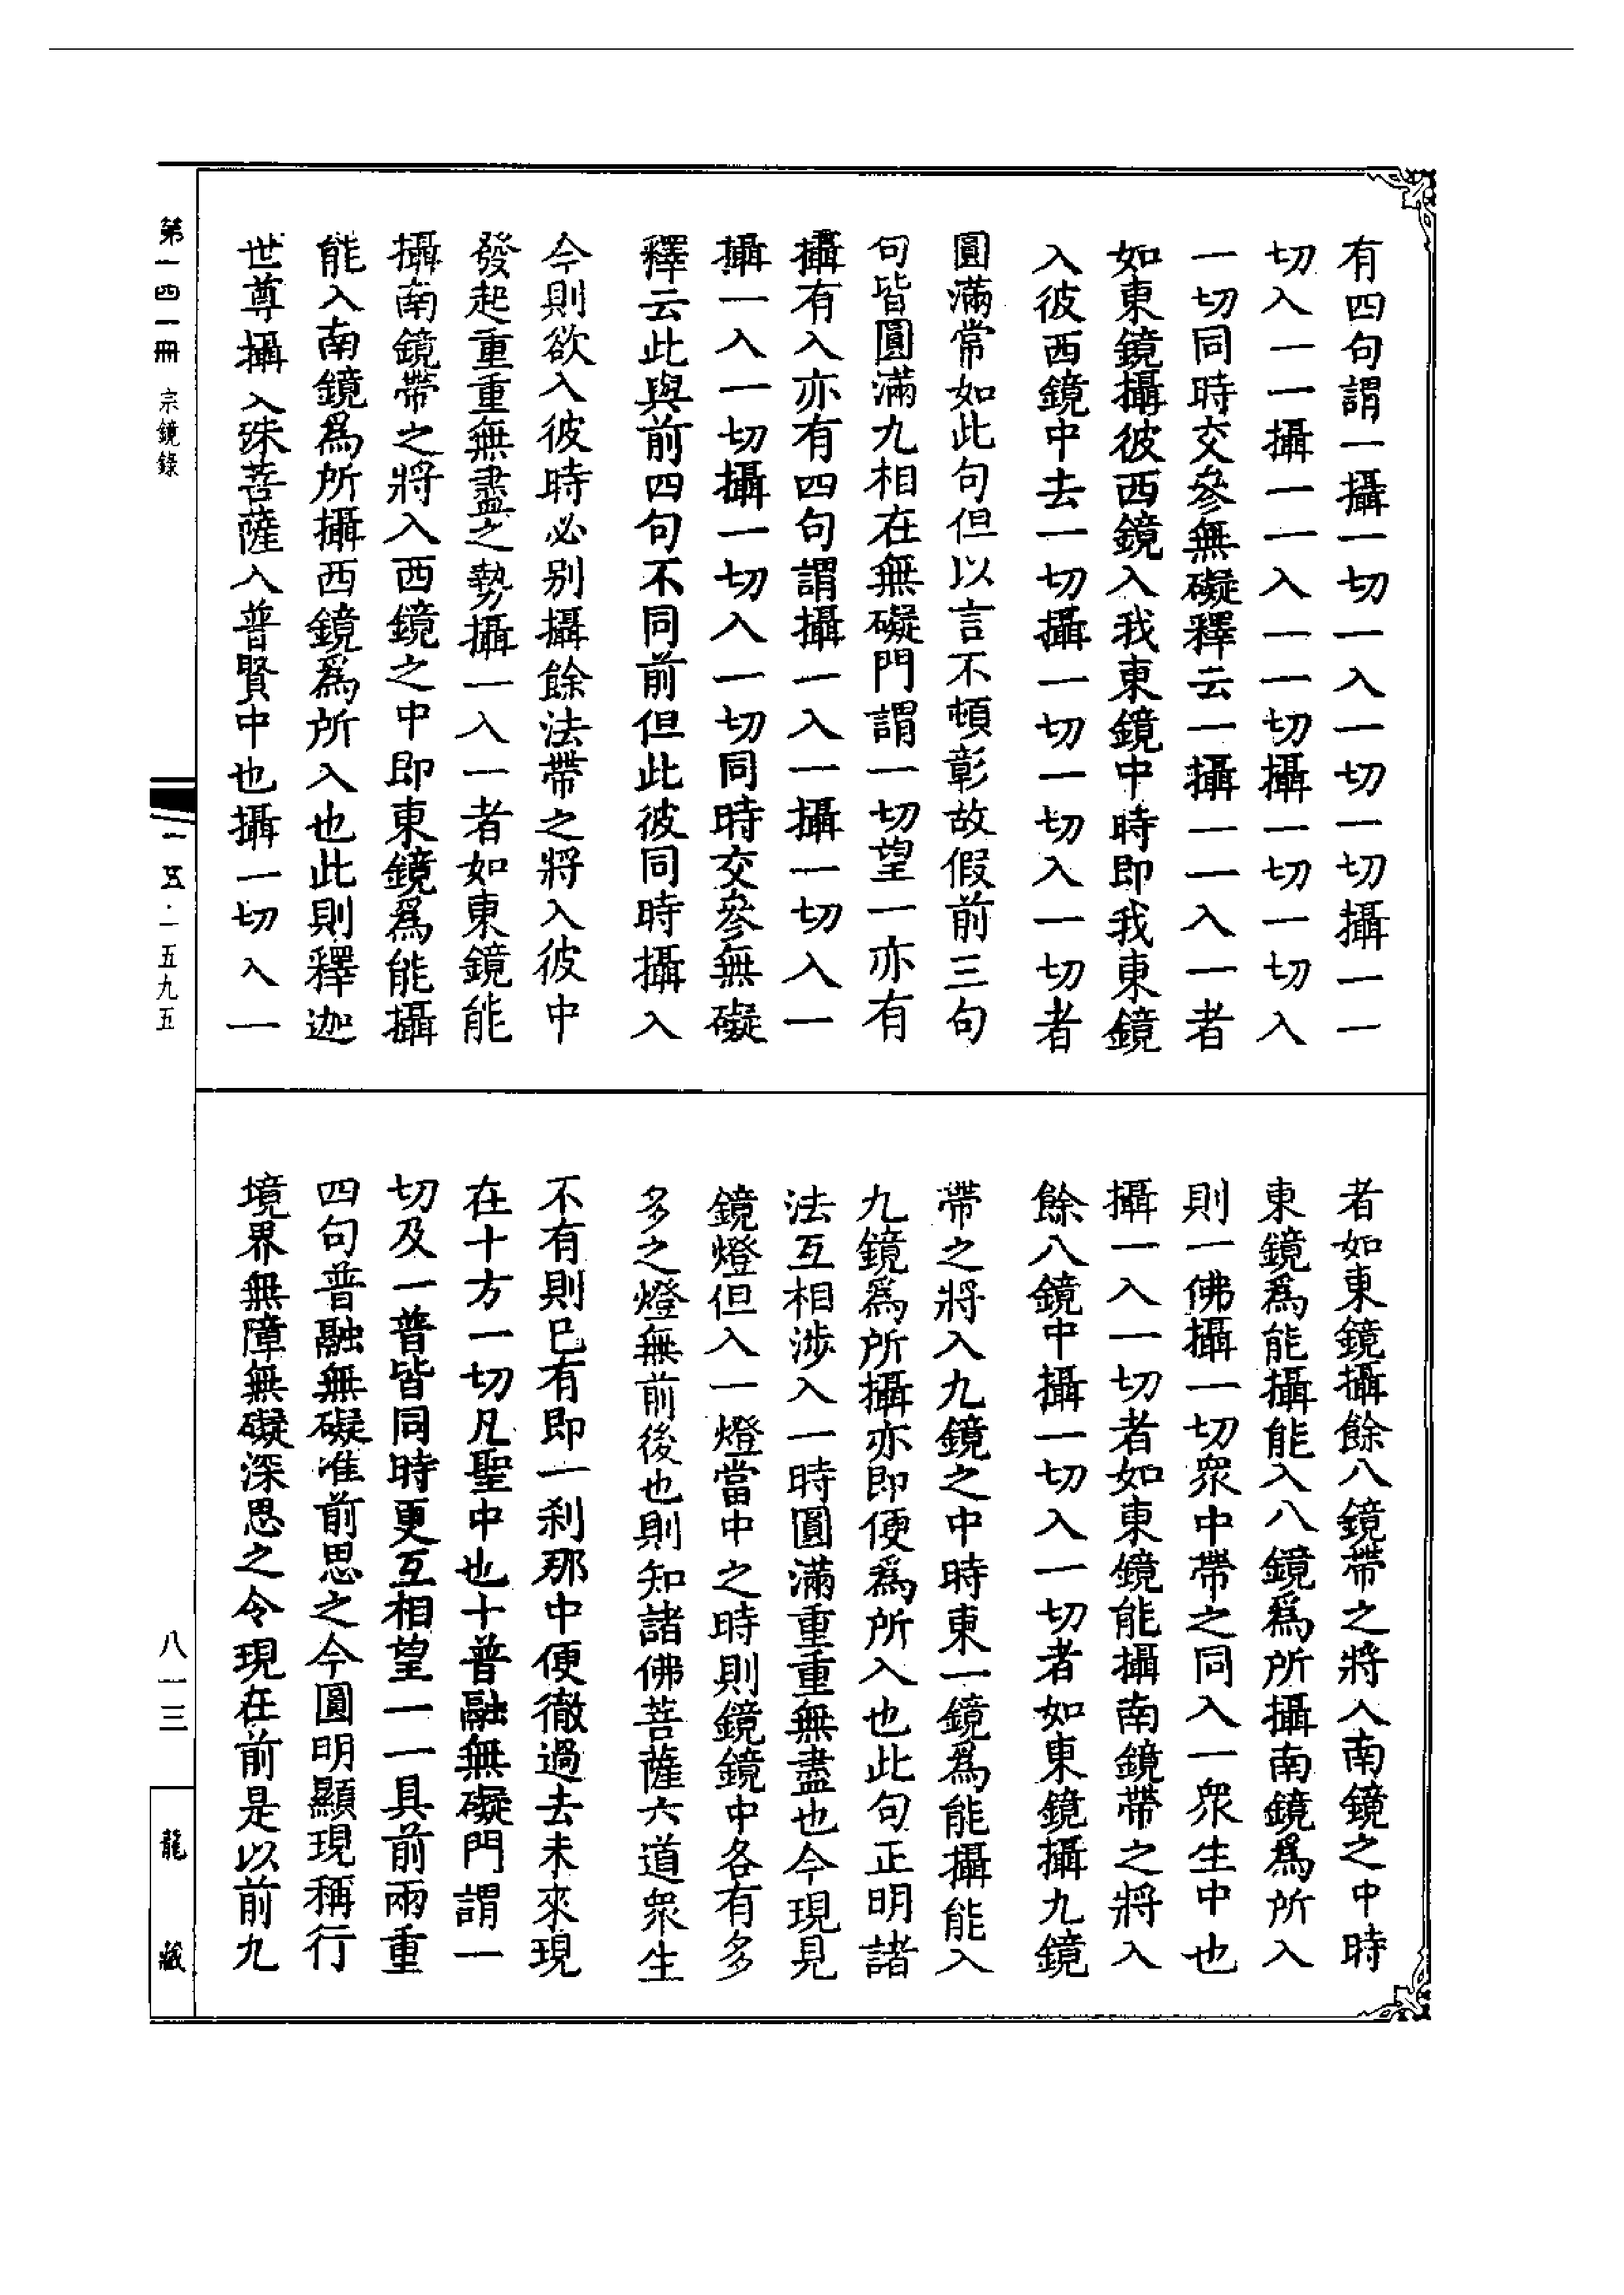 有四句謂一攝一切一入一切一切攝一一
切入一一攝一一入一一切攝一切一切入
一切同時交參無礙釋云一攝一一入一者
如東鏡攝彼西鏡入我東鏡中時即我東鏡
入彼西鏡中去一切攝一切一切入一切者
圓滿常如此句但以言不頓彰故假前三句
句皆圓滿九相在無礙門謂一切望一亦有
攝有入亦有四句謂攝一入一攝一切入一
攝一入一切攝一切入一切同時交參無礙
釋云此與前四句不同前但此彼同時攝入
今則欲入彼時必別攝餘法帶之將入彼中
發起重重無盡之勢攝一入一者如東鏡能
攝南鏡帶之將入西鏡之中即東鏡爲能攝
能入南鏡爲所攝西鏡爲所入也此則釋迦
世尊攝入殊菩薩入普賢中也攝一切入一
者如東鏡攝餘八鏡帶之將入南鏡之中時
東鏡爲能攝能入八鏡爲所攝南鏡爲所入
則一佛攝一切衆中帶之同入一衆生中也
攝一入一切者如東鏡能攝南鏡帶之將入
餘八鏡中攝一切入一切者如東鏡攝九鏡
帶之將入九鏡之中時東一鏡爲能攝能入
九鏡爲所攝亦即便爲所入也此句正明諸
法互相涉入一時圓滿重重無盡也今現見
鏡燈但入一燈當中之時則鏡鏡中各有多
多之燈無前後也則知諸佛菩薩六道衆生
不有則已有即一刹那中便徹過去未來現
在十方一切凡聖中也十普融無礙門謂一
切及一普皆同時更互相望一一具前兩重
四句普融無礙准前思之今圓明顯現稱行
境界無障無礙深思之令現在前是以前九
第一四一冊 宗鏡錄
一五·一五九五
八一三
龍藏